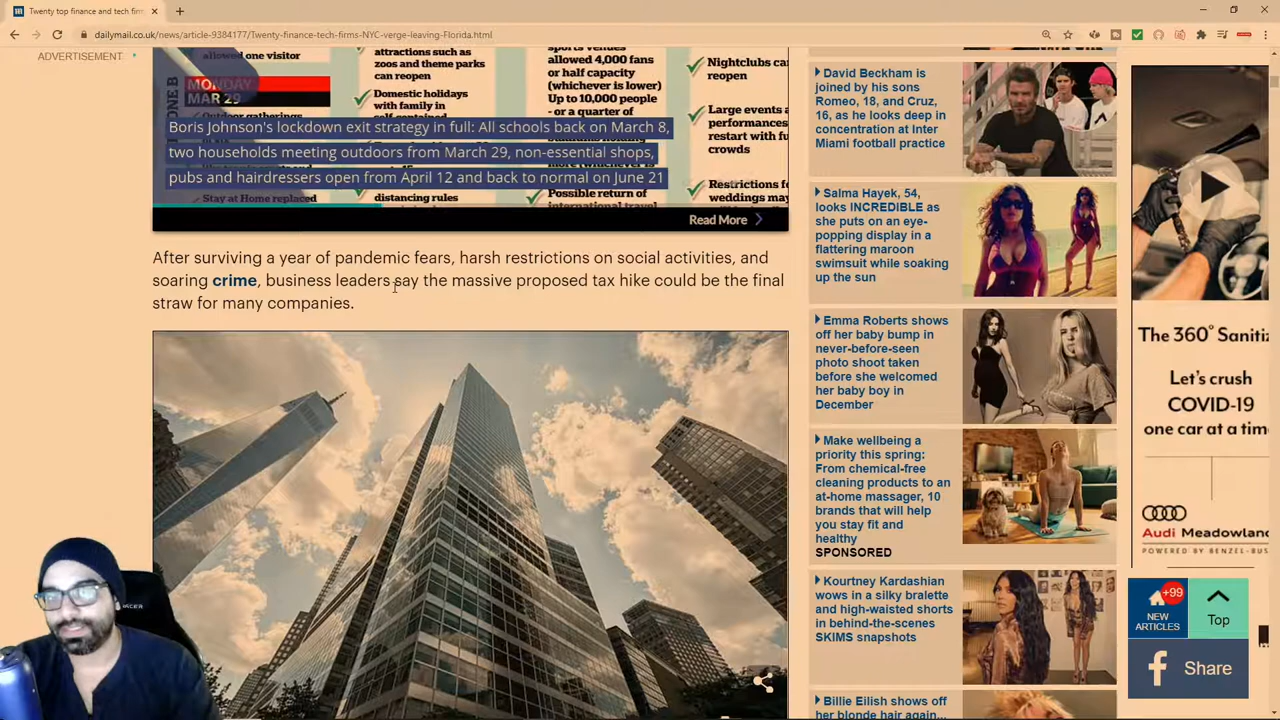 Twenty top finance and tech firm
dailymail.co.uk/news/article-9384177/Twenty-finance-tech-firms-NYC-verge-leaving-Florida.html
ADVERTISEMENT
allowed one visitor
MONDAY
MAR 29
Outdoor gatherings
Stay at Home replaced
attractions such as
zoos and theme parks
can reopen
Domestic holidays
with family in
distancing rules
sports venues
allowed 4,000 fans
or half capacity
(whichever is lower)
Up to 10,000 people
- or a quarter of
Possible return of
international travel
Nightclubs
reopen
Large events
performances
restart with
crowds
Restrictions
weddings may
Boris Johnson's lockdown exit strategy in full: All schools back on March 8,
two households meeting outdoors from March 29, non-essential shops,
pubs and hairdressers open from April 12 and back to normal on June 21
Read More
After surviving a year of pandemic fears, harsh restrictions on social activities, and
soaring crime, business leaders say the massive proposed tax hike could be the final
straw for many companies.
ACER
David Beckham is
joined by his sons
Romeo, 18, and Cruz,
16, as he looks deep in
concentration at Inter
Miami football practice
Salma Hayek, 54,
looks INCREDIBLE as
she puts on an eye-
popping display in a
flattering maroon
swimsuit while soaking
up the sun
Emma Roberts shows
off her baby bump in
never-before-seen
photo shoot taken
before she welcomed
her baby boy in
December
Make wellbeing a
priority this spring:
From chemical-free
cleaning products to an
at-home massager, 10
brands that will help
you stay fit and
healthy
SPONSORED
Kourtney Kardashian
wows in a silky bralette
and high-waisted shorts
in behind-the-scenes
SKIMS snapshots
Billie Eilish shows off
her blonde hair again...
The 360° Sanitiz
Let's crush
COVID-19
one car at a time
Audi Meadowlan
POWERED BY BENZEL-BUS
+99
NEW
ARTICLES
Top
Share